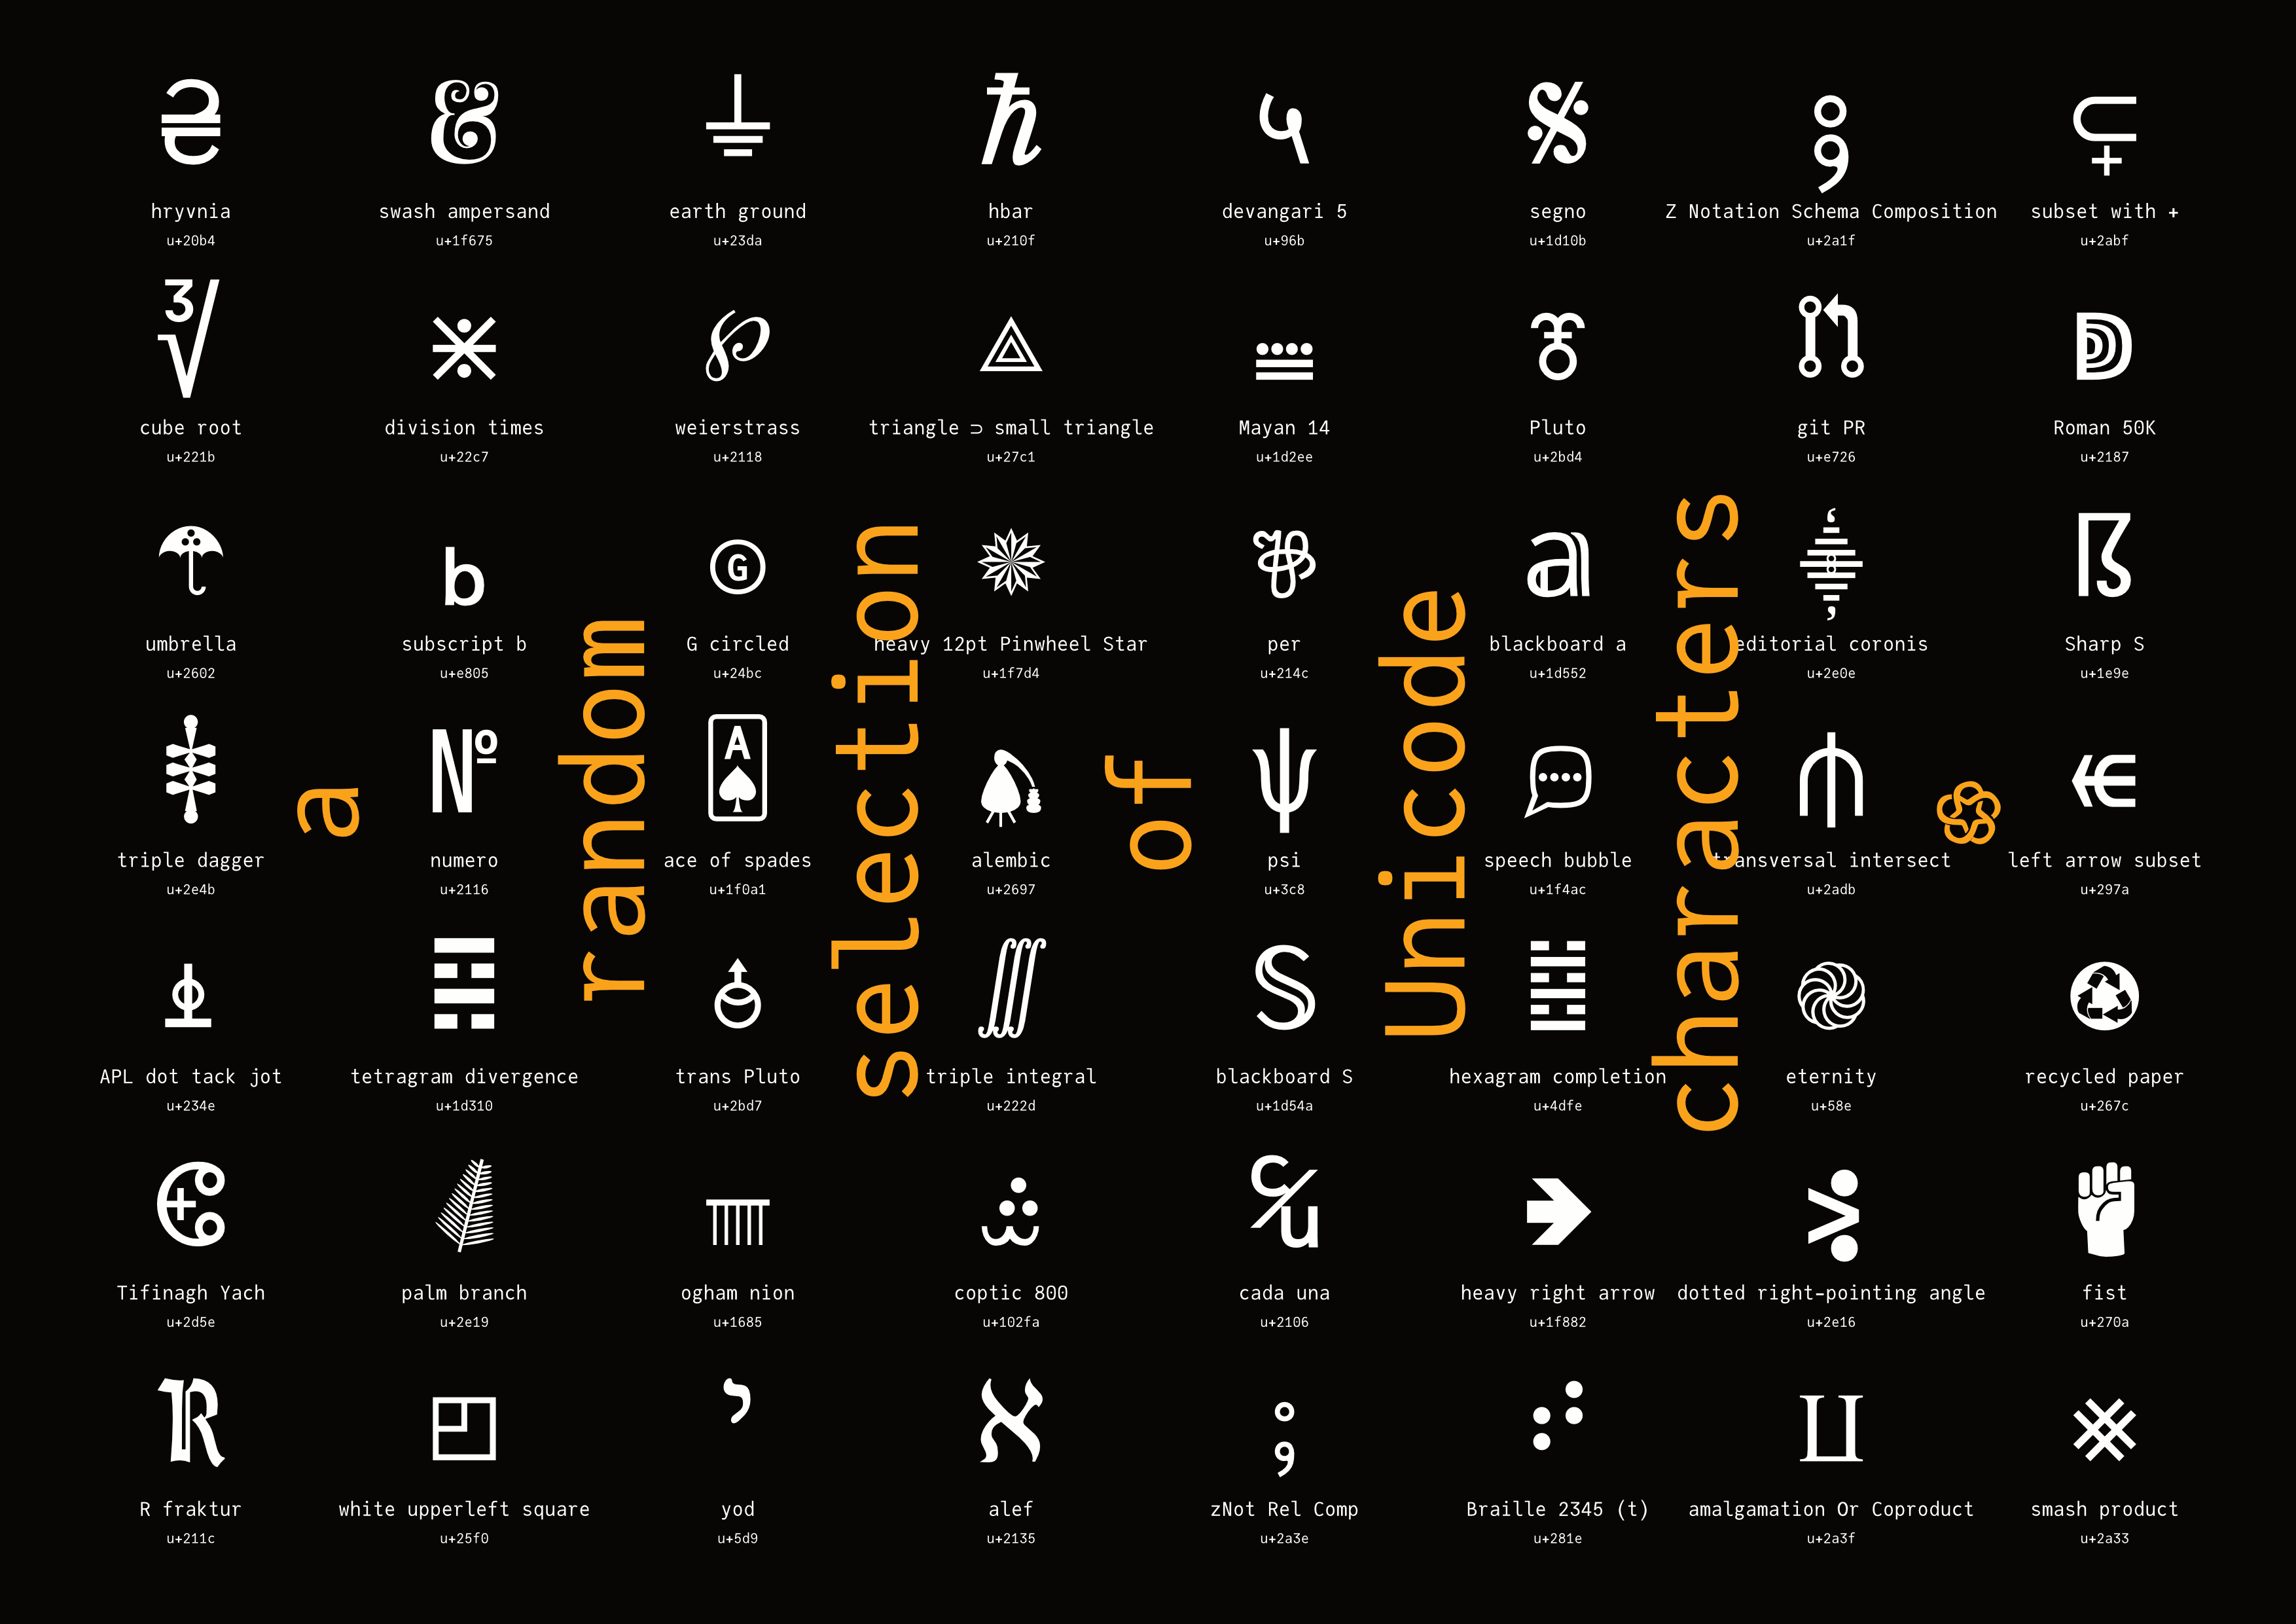 ₴ 🙵 ⏚ ℏ ५ 𝄋 ⨟ ⪿
hryvnia swash ampersand earth ground hbar devangari 5 segno Z Notation Schema Composition subset with +
u+20b4 u+1f675 u+23da u+210f u+96b u+1d10b u+2a1f u+2abf
∛ ⋇ ℘ ⟁ 𝋮 ⯔  ↇ
cube root division times weierstrass triangle ⊃ small triangle Mayan 14 Pluto git PR Roman 50K
u+221b u+22c7 u+2118 u+27c1 u+1d2ee u+2bd4 u+e726 u+2187
☂ b Ⓖ 🟔 ⅌ 𝕒 ⸎ ẞ
umbrella subscript b G circled heavy 12pt Pinwheel Star per blackboard a editorial coronis Sharp S
u+2602 u+e805 u+24bc u+1f7d4 u+214c u+1d552 u+2e0e u+1e9e
⹋ № 🂡 ⚗ ψ 💬 ⫛ ⥺
triple dagger numero ace of spades alembic psi speech bubble transversal intersect left arrow subset
u+2e4b u+2116 u+1f0a1 u+2697 u+3c8 u+1f4ac u+2adb u+297a
⍎ 𝌐 ⯗ ∭ 𝕊 ䷾ ֎ ♼
APL dot tack jot tetragram divergence trans Pluto triple integral blackboard S hexagram completion eternity recycled paper
u+234e u+1d310 u+2bd7 u+222d u+1d54a u+4dfe u+58e u+267c
ⵞ ⸙ ᚅ 𐋺 ℆ 🢂 ⸖ ✊
Tifinagh Yach palm branch ogham nion coptic 800 cada una heavy right arrow dotted right-pointing angle fist
u+2d5e u+2e19 u+1685 u+102fa u+2106 u+1f882 u+2e16 u+270a
ℜ ◰ י ℵ ⨾ ⠞ ⨿ ⨳
R fraktur white upperleft square yod alef zNot Rel Comp Braille 2345 (t) amalgamation Or Coproduct smash product
u+211c u+25f0 u+5d9 u+2135 u+2a3e u+281e u+2a3f u+2a33
a
random
selection
of
Unicode
characters